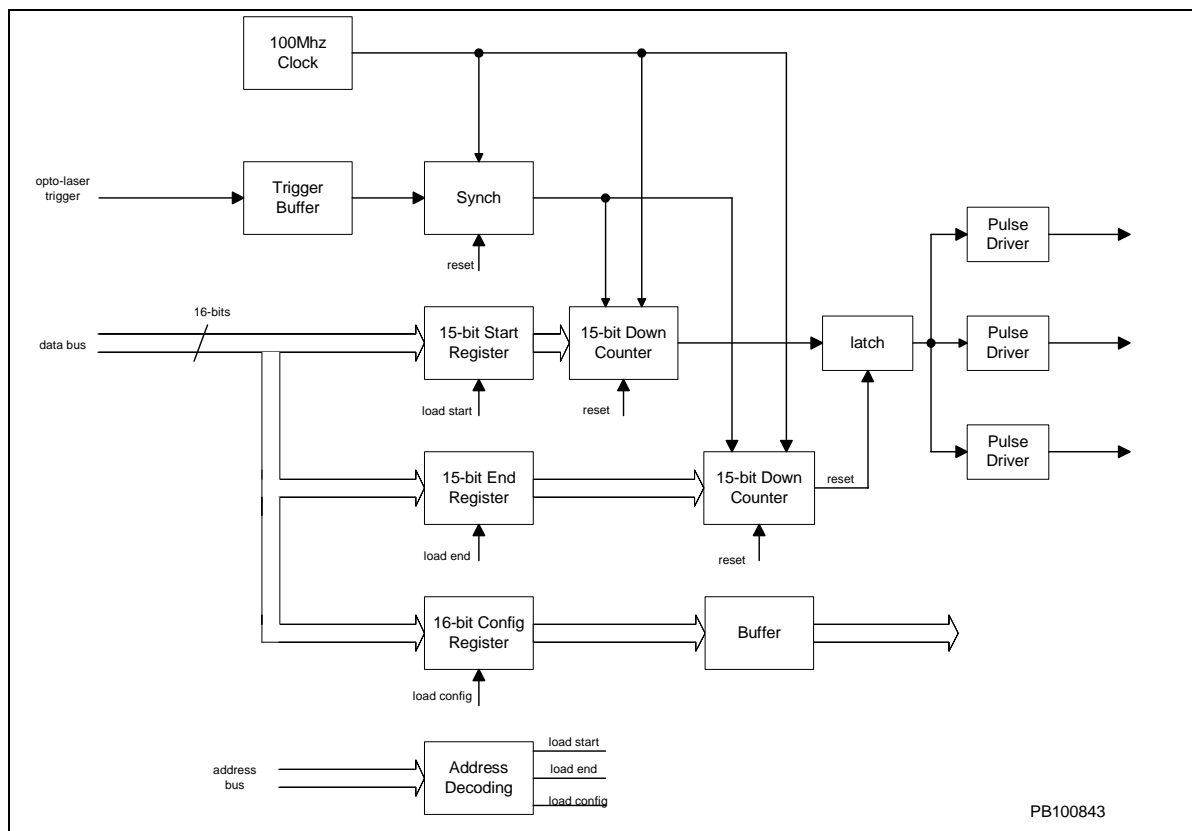 100Mhz
Clock
opto-laser
trigger
Trigger
Buffer
Synch
reset
Pulse
Driver
16-bits
data bus
15-bit Start
Register
load start
15-bit Down
Counter
reset
latch
Pulse
Driver
Pulse
Driver
15-bit End
Register
load end
15-bit Down
Counter
reset
reset
16-bit Config
Register
load config
Buffer
address
bus
Address
Decoding
load start
load end
load config
PB100843